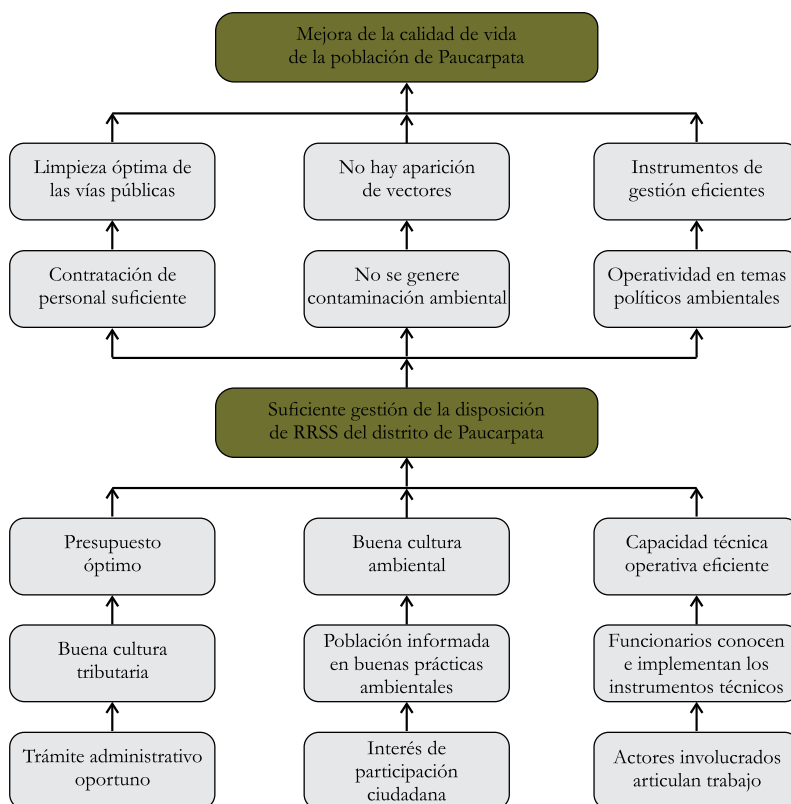 Mejora de la calidad de vida
de la población de Paucarpata
Limpieza óptima de
las vías públicas
No hay aparición
de vectores
Instrumentos de
gestión eficientes
Contratación de
personal suficiente
No se genere
contaminación ambiental
Operatividad en temas
políticos ambientales
Suficiente gestión de la disposición
de RRSS del distrito de Paucarpata
Presupuesto
óptimo
Buena cultura
ambiental
Capacidad técnica
operativa eficiente
Buena cultura
tributaria
Población informada
en buenas prácticas
ambientales
Funcionarios conocen
e implementan los
instrumentos técnicos
Trámite administrativo
oportuno
Interés de
participación
ciudadana
Actores involucrados
articulan trabajo